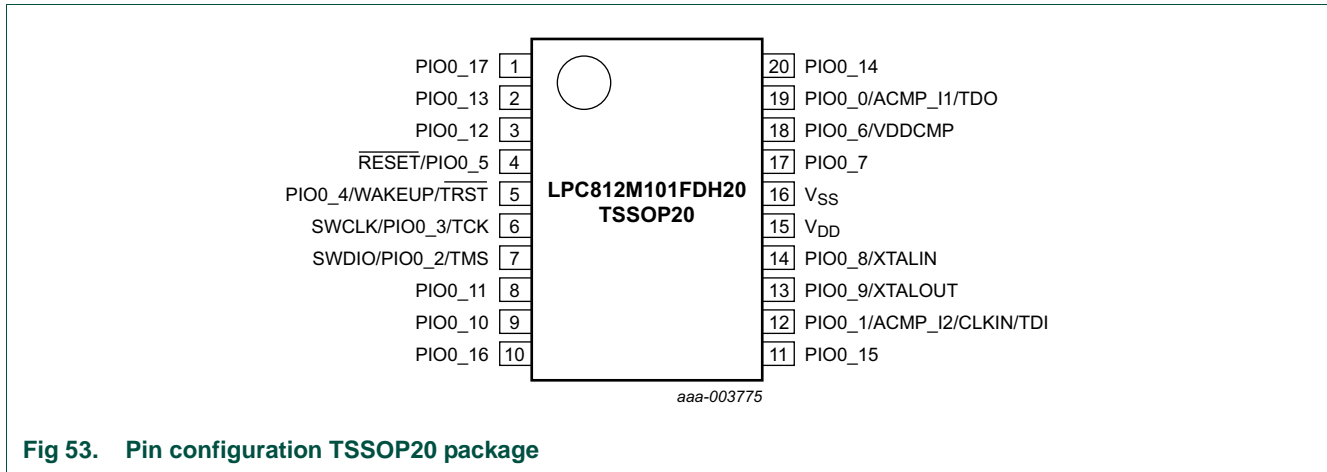 PIO0_17 1
PIO0_13 2
PIO0_12 3
RESET/PIO0_5 4
PIO0_4/WAKEUP/TRST 5
SWCLK/PIO0_3/TCK 6
SWDIO/PIO0_2/TMS 7
PIO0_11 8
PIO0_10 9
PIO0_16 10
LPC812M101FDH20
TSSOP20
20 PIO0_14
19 PIO0_0/ACMP_I1/TDO
18 PIO0_6/VDDCMP
17 PIO0_7
16 VSS
15 VDD
14 PIO0_8/XTALIN
13 PIO0_9/XTALOUT
12 PIO0_1/ACMP_I2/CLKIN/TDI
11 PIO0_15
aaa-003775
Fig 53. Pin configuration TSSOP20 package